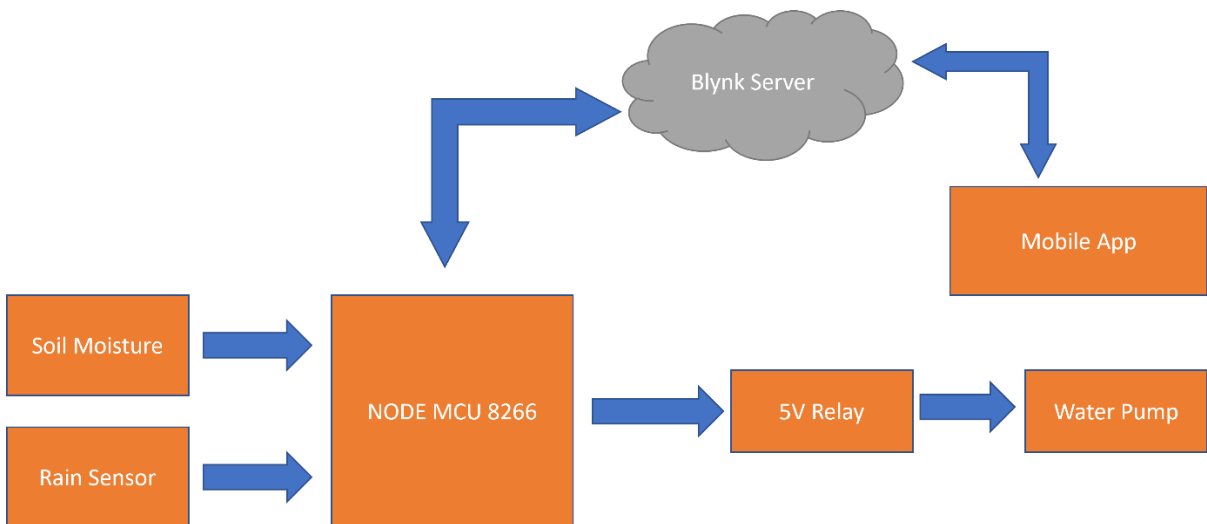 Blynk Server
Mobile App
Soil Moisture
NODE MCU 8266
5V Relay
Water Pump
Rain Sensor